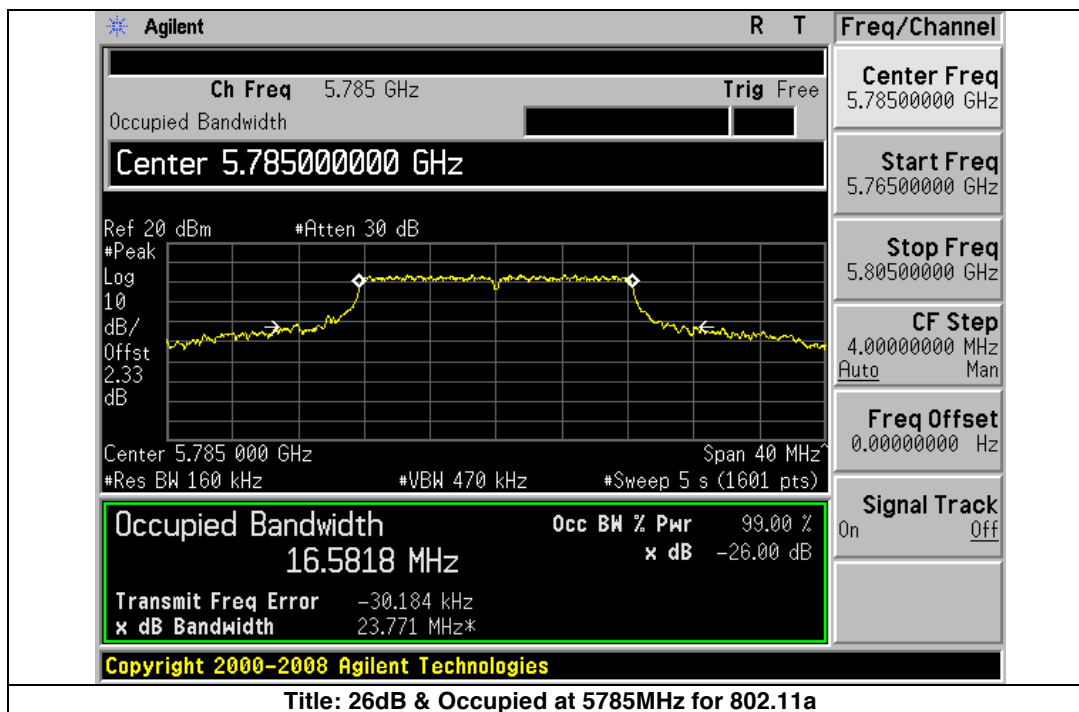 Agilent R T
Ch Freq 5.785 GHz Trig Free
Occupied Bandwidth
Center 5.785000000 GHz
Ref 20 dBm #Atten 30 dB
#Peak
Log
10
dB/
Offst
2.33
dB
Center 5.785 000 GHz Span 40 MHz^
#Res BW 160 kHz #VBW 470 kHz #Sweep 5 s (1601 pts)
Occupied Bandwidth Occ BW % Pwr 99.00 %
16.5818 MHz x dB -26.00 dB
Transmit Freq Error -30.184 kHz
x dB Bandwidth 23.771 MHz*
Copyright 2000-2008 Agilent Technologies
Freq/Channel
Center Freq
5.78500000 GHz
Start Freq
5.76500000 GHz
Stop Freq
5.80500000 GHz
CF Step
4.00000000 MHz
Auto Man
Freq Offset
0.00000000 Hz
Signal Track
On Off
Title: 26dB & Occupied at 5785MHz for 802.11a